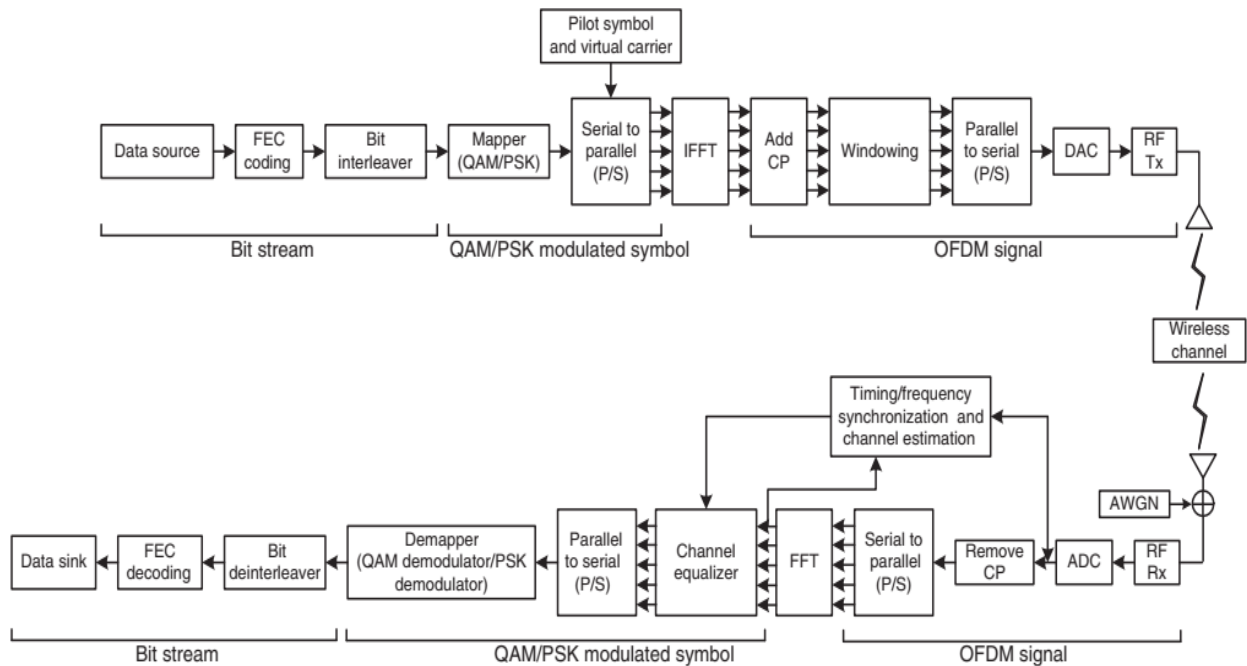 Pilot symbol
and virtual carrier
Data source
FEC
coding
Bit
interleaver
Mapper
(QAM/PSK)
Serial to
parallel
(P/S)
IFFT
Add
CP
Windowing
Parallel
to serial
(P/S)
DAC
RF
Tx
Bit stream
QAM/PSK modulated symbol
OFDM signal
Wireless
channel
Timing/frequency
synchronization and
channel estimation
AWGN
Data sink
FEC
decoding
Bit
deinterleaver
Demapper
(QAM demodulator/PSK
demodulator)
Parallel
to serial
(P/S)
Channel
equalizer
FFT
Serial to
parallel
(P/S)
Remove
CP
ADC
RF
Rx
Bit stream
QAM/PSK modulated symbol
OFDM signal